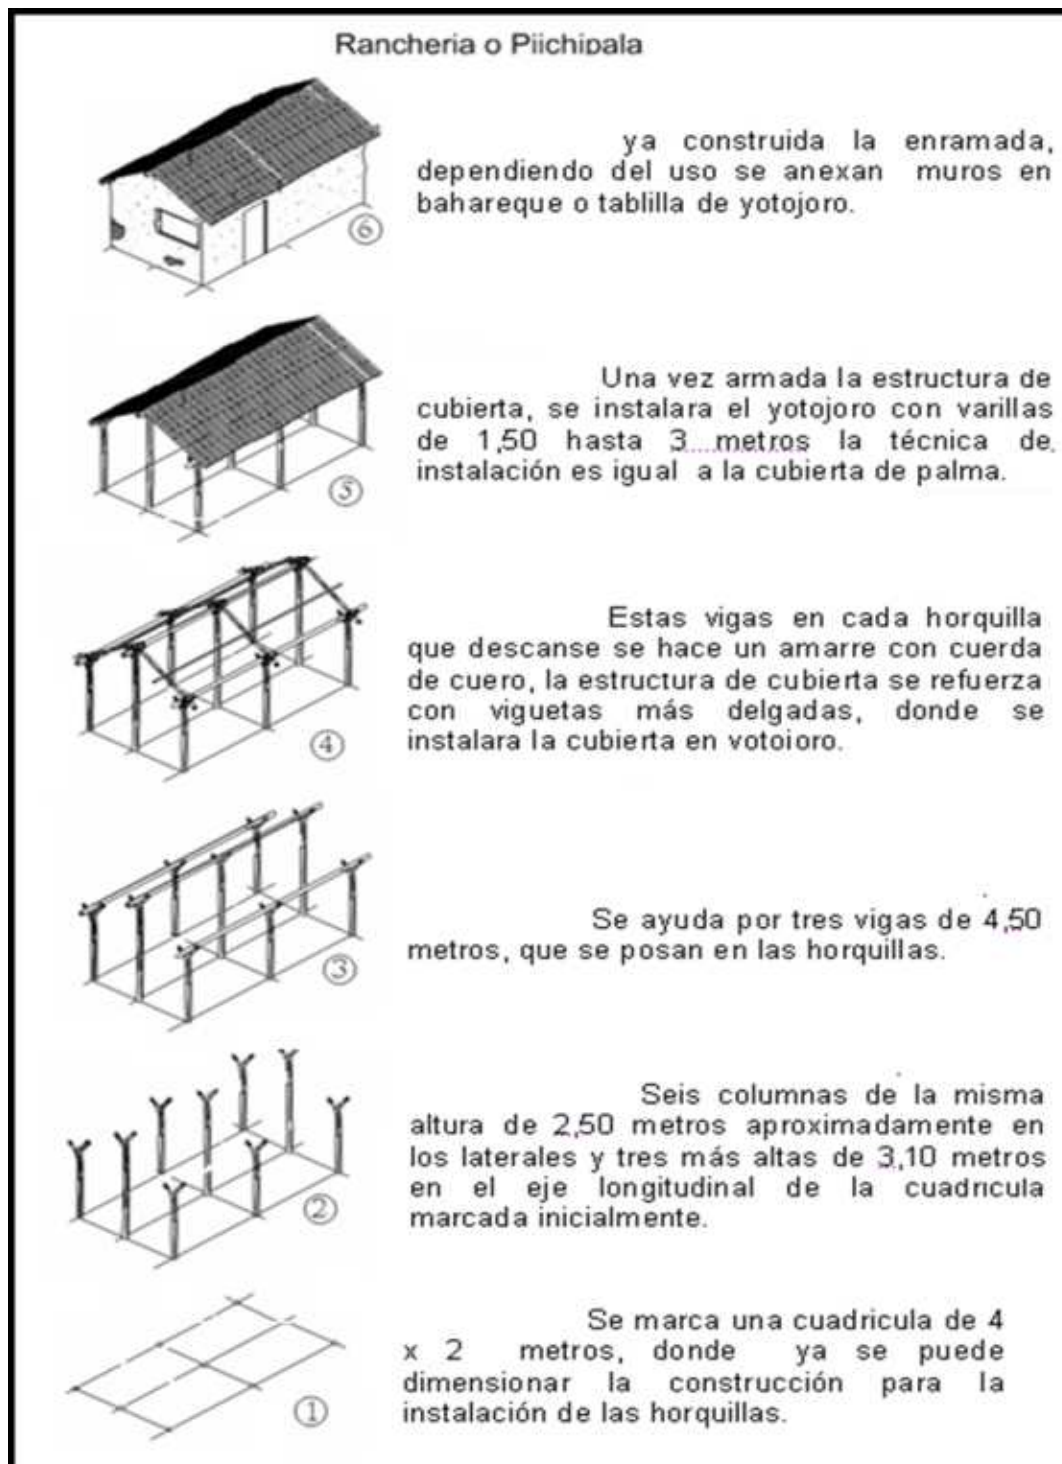 Rancheria o Piichipala
ya construida la enramada,
dependiendo del uso se anexan muros en
bahareque o tablilla de yotojoro.
6
Una vez armada la estructura de
cubierta, se instalara el yotojoro con varillas
de 1,50 hasta 3 metros la técnica de
instalación es igual a la cubierta de palma.
5
Estas vigas en cada horquilla
que descanse se hace un amarre con cuerda
de cuero, la estructura de cubierta se refuerza
con viguetas más delgadas, donde se
instalara la cubierta en votoioro.
4
Se ayuda por tres vigas de 4,50
metros, que se posan en las horquillas.
3
Seis columnas de la misma
altura de 2,50 metros aproximadamente en
los laterales y tres más altas de 3,10 metros
en el eje longitudinal de la cuadricula
marcada inicialmente.
2
Se marca una cuadricula de 4
x 2 metros, donde ya se puede
dimensionar la construcción para la
instalación de las horquillas.
1